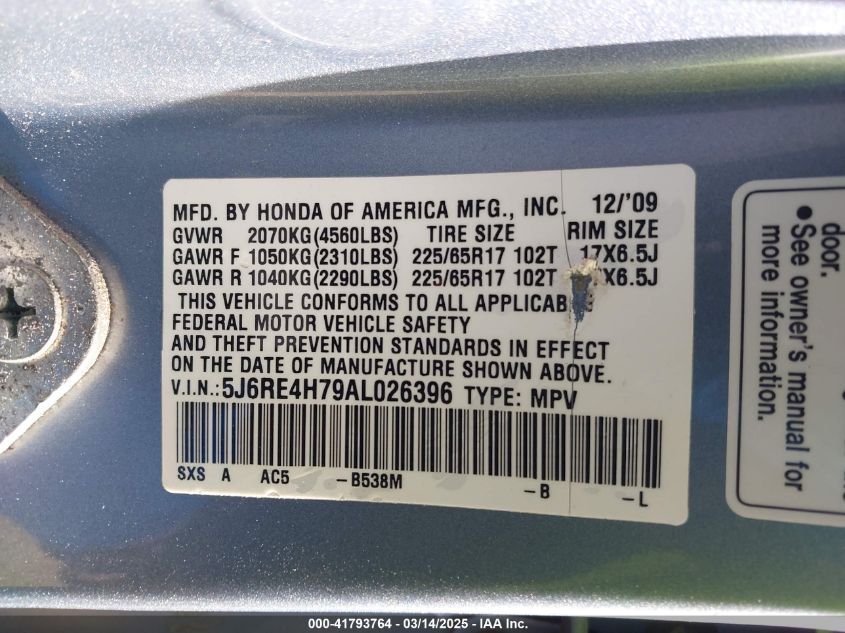 MFD. BY HONDA OF AMERICA MFG., INC. 12/'09
GVWR 2070KG(4560LBS) TIRE SIZE RIM SIZE
GAWR F 1050KG(2310LBS) 225/65R17 102T 17X6.5J
GAWR R 1040KG(2290LBS) 225/65R17 102T X6.5J
THIS VEHICLE CONFORMS TO ALL APPLICABLE
FEDERAL MOTOR VEHICLE SAFETY
AND THEFT PREVENTION STANDARDS IN EFFECT
ON THE DATE OF MANUFACTURE SHOWN ABOVE.
V.I.N.:5J6RE4H79AL026396 TYPE: MPV
SXS A AC5 -B538M -B -L
door.
• See owner's manual for
more information.
000-41793764 — 03/14/2025 — IAA Inc.